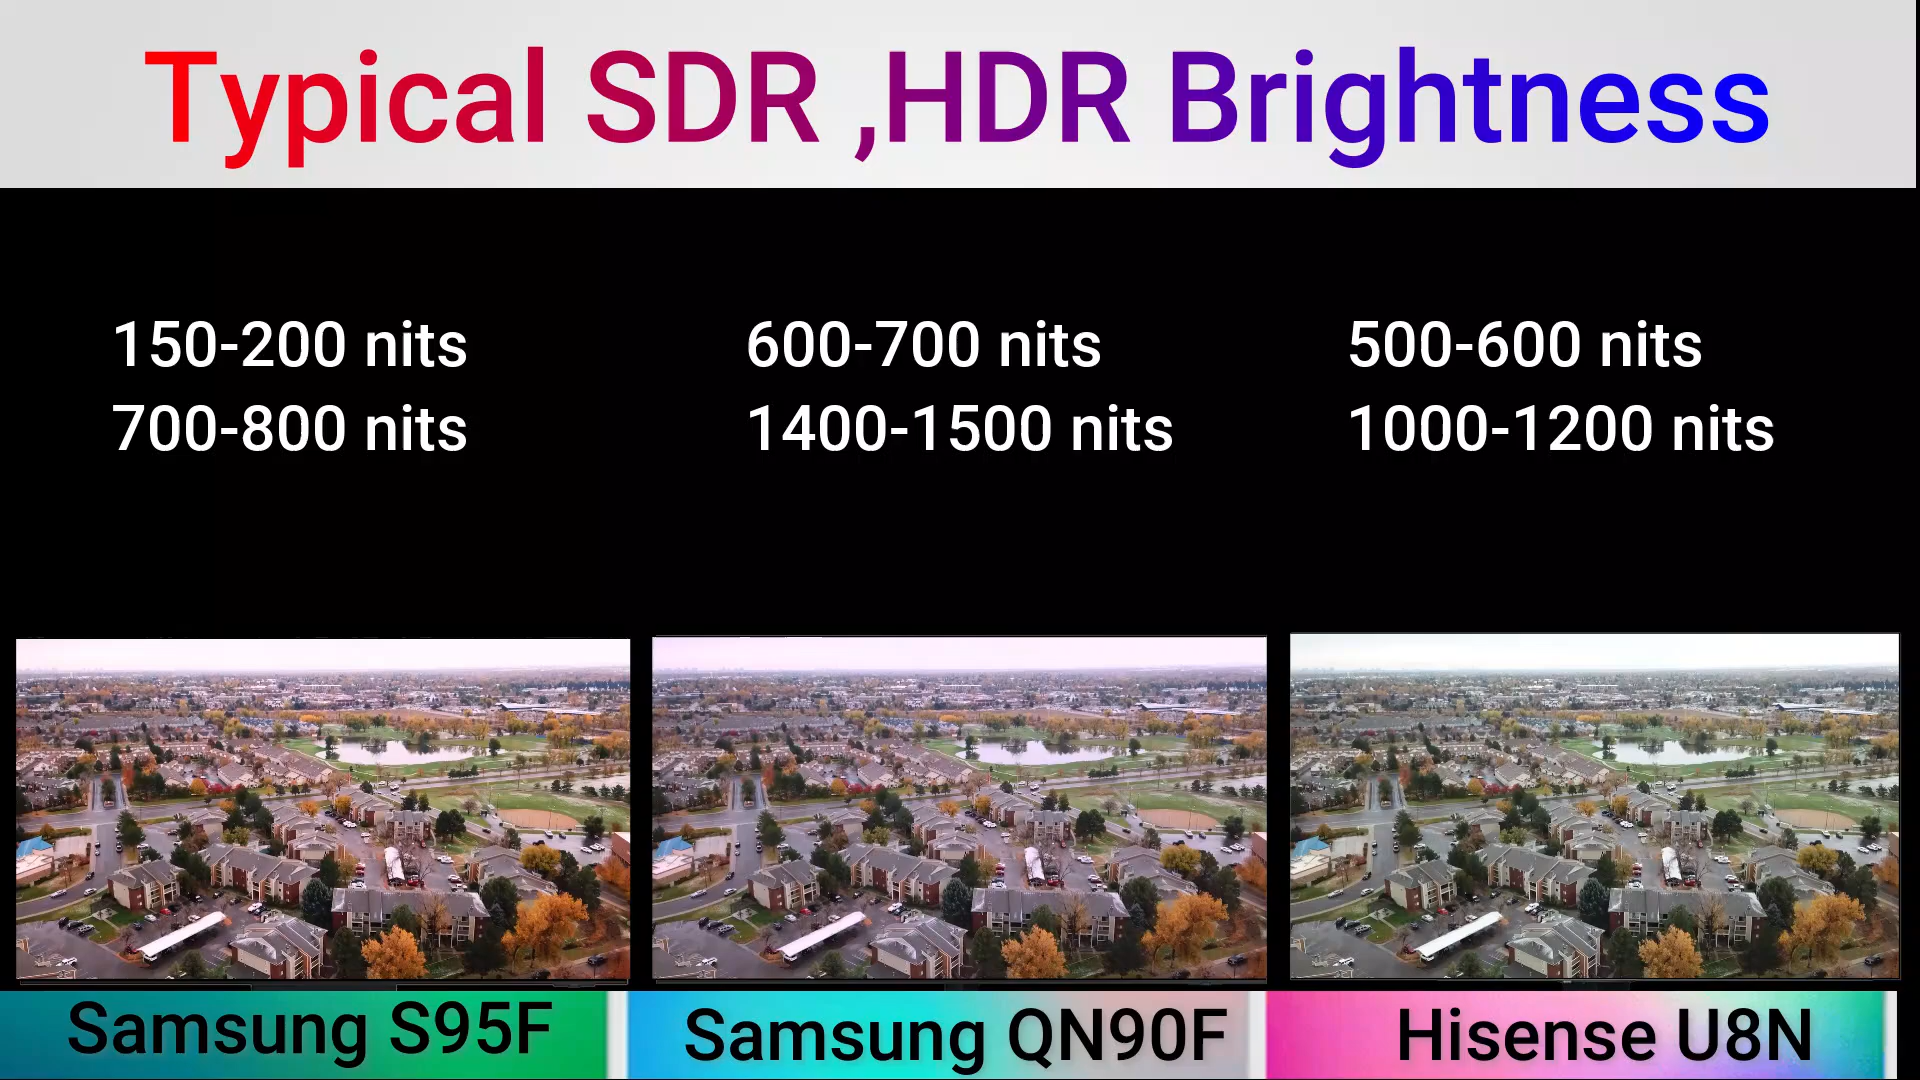 Typical SDR ,HDR Brightness
150-200 nits
700-800 nits
600-700 nits
1400-1500 nits
500-600 nits
1000-1200 nits
Samsung S95F
Samsung QN90F
Hisense U8N